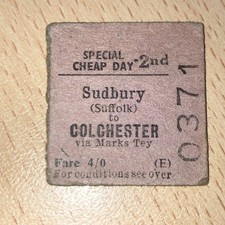 SPECIAL
CHEAP DAY -2nd
Sudbury
(Suffolk)
to
COLCHESTER
via Marks Tey
Fare 4/0 (E)
For conditions see over
0371